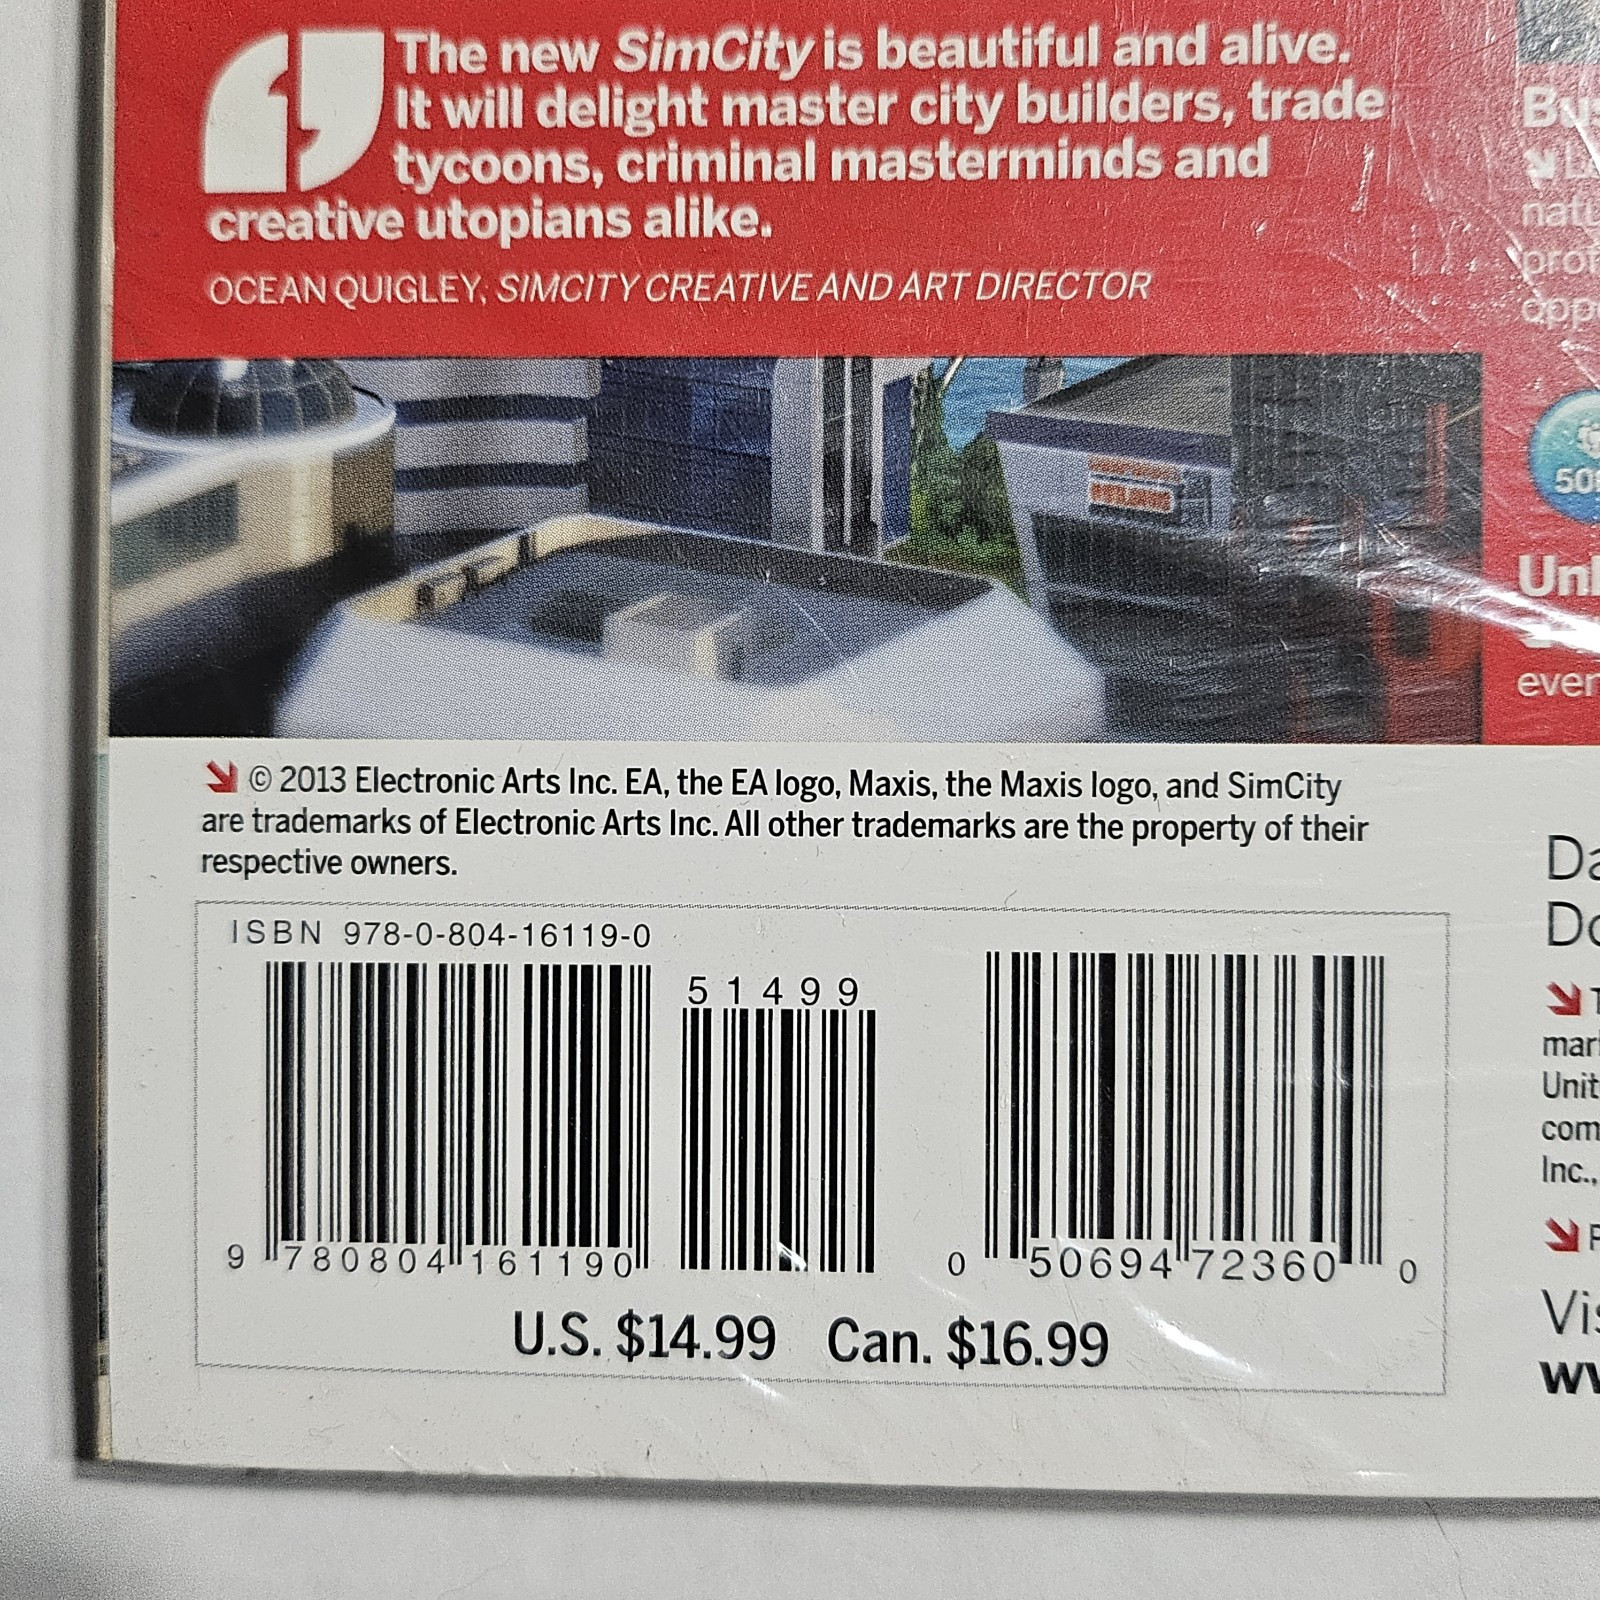 The new SimCity is beautiful and alive.
It will delight master city builders, trade
tycoons, criminal masterminds and
creative utopians alike.
OCEAN QUIGLEY, SIMCITY CREATIVE AND ART DIRECTOR
© 2013 Electronic Arts Inc. EA, the EA logo, Maxis, the Maxis logo, and SimCity
are trademarks of Electronic Arts Inc. All other trademarks are the property of their
respective owners.
ISBN 978-0-804-16119-0
51499
9 780804 161190
0 50694 72360 0
U.S. $14.99 Can. $16.99
Inc.,